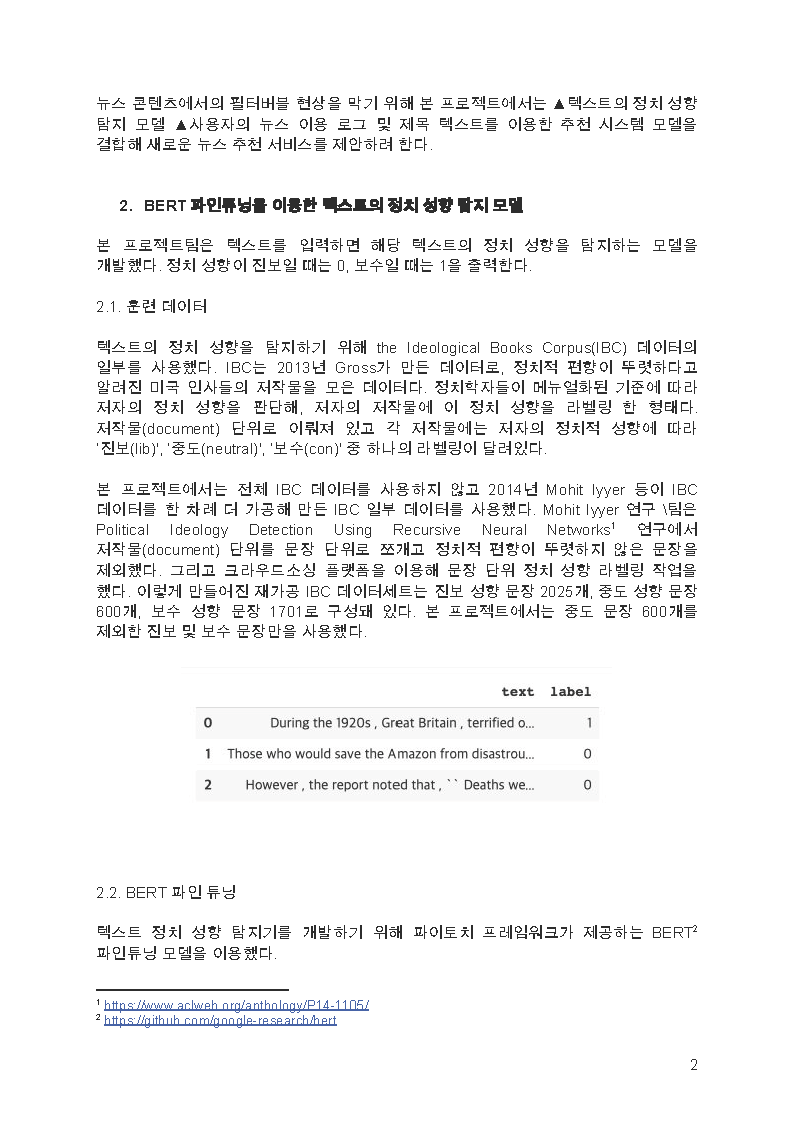 뉴스 콘텐츠에서의 필터버블 현상을 막기 위해 본 프로젝트에서는 ▲텍스트의 정치 성향
탐지 모델 ▲사용자의 뉴스 이용 로그 및 제목 텍스트를 이용한 추천 시스템 모델을
결합해 새로운 뉴스 추천 서비스를 제안하려 한다.
2. BERT 파인튜닝을 이용한 텍스트의 정치 성향 탐지 모델
본 프로젝트팀은 텍스트를 입력하면 해당 텍스트의 정치 성향을 탐지하는 모델을
개발했다. 정치 성향이 진보일 때는 0, 보수일 때는 1을 출력한다.
2.1. 훈련 데이터
텍스트의 정치 성향을 탐지하기 위해 the Ideological Books Corpus(IBC) 데이터의
일부를 사용했다. IBC는 2013년 Gross가 만든 데이터로, 정치적 편향이 뚜렷하다고
알려진 미국 인사들의 저작물을 모은 데이터다. 정치학자들이 메뉴얼화된 기준에 따라
저자의 정치 성향을 판단해, 저자의 저작물에 이 정치 성향을 라벨링 한 형태다.
저작물(document) 단위로 이뤄져 있고 각 저작물에는 저자의 정치적 성향에 따라
'진보(lib)', '중도(neutral)', '보수(con)' 중 하나의 라벨링이 달려있다.
본 프로젝트에서는 전체 IBC 데이터를 사용하지 않고 2014년 Mohit Iyyer 등이 IBC
데이터를 한 차례 더 가공해 만든 IBC 일부 데이터를 사용했다. Mohit Iyyer 연구 \팀은
Political Ideology Detection Using Recursive Neural Networks¹ 연구에서
저작물(document) 단위를 문장 단위로 쪼개고 정치적 편향이 뚜렷하지 않은 문장을
제외했다. 그리고 크라우드소싱 플랫폼을 이용해 문장 단위 정치 성향 라벨링 작업을
했다. 이렇게 만들어진 재가공 IBC 데이터세트는 진보 성향 문장 2025개, 중도 성향 문장
600개, 보수 성향 문장 1701로 구성돼 있다. 본 프로젝트에서는 중도 문장 600개를
제외한 진보 및 보수 문장만을 사용했다.
text label
0 During the 1920s , Great Britain , terrified o... 1
1 Those who would save the Amazon from disastrou... 0
2 However , the report noted that , `` Deaths we... 0
2.2. BERT 파인 튜닝
텍스트 정치 성향 탐지기를 개발하기 위해 파이토치 프레임워크가 제공하는 BERT²
파인튜닝 모델을 이용했다.
¹ https://www.aclweb.org/anthology/P14-1105/
² https://github.com/google-research/bert
2